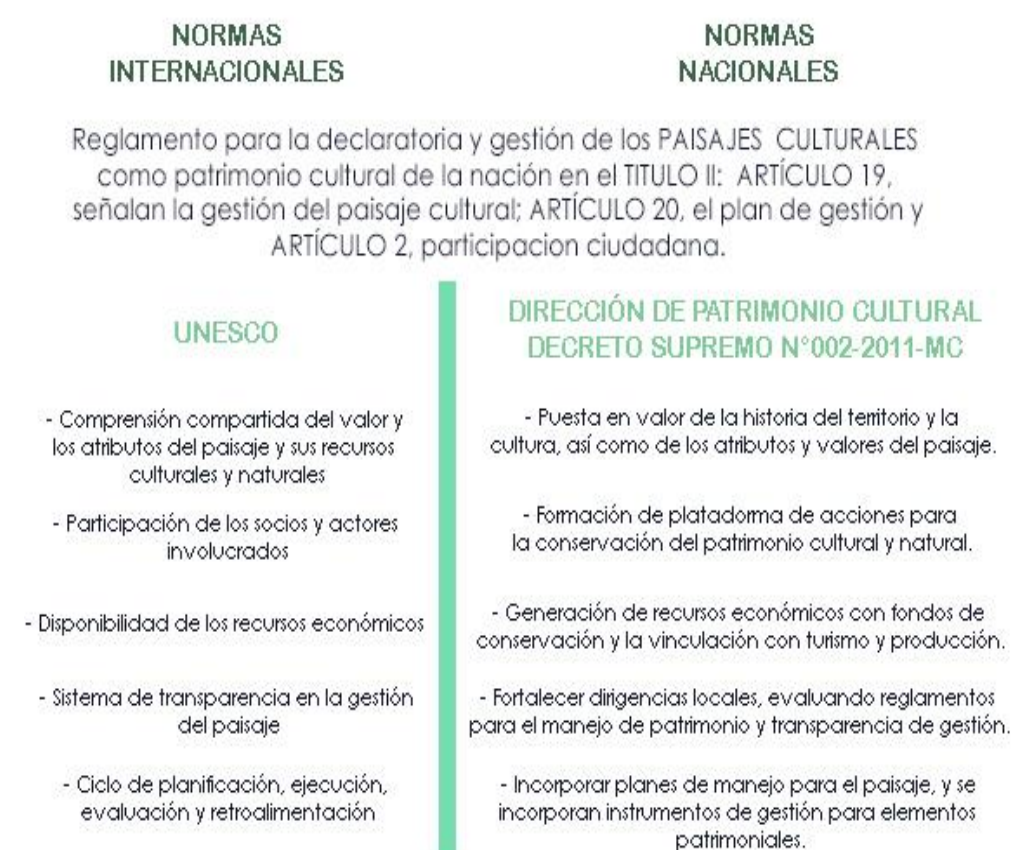 NORMAS
INTERNACIONALES
NORMAS
NACIONALES
Reglamento para la declaratoria y gestión de los PAISAJES CULTURALES
como patrimonio cultural de la nación en el TITULO II: ARTÍCULO 19,
señalan la gestión del paisaje cultural; ARTÍCULO 20, el plan de gestión y
ARTÍCULO 2, participacion ciudadana.
UNESCO
- Comprensión compartida del valor y
los atributos del paisaje y sus recursos
culturales y naturales
- Participación de los socios y actores
involucrados
- Disponibilidad de los recursos económicos
- Sistema de transparencia en la gestión
del paisaje
- Ciclo de planificación, ejecución,
evaluación y retroalimentación
DIRECCIÓN DE PATRIMONIO CULTURAL
DECRETO SUPREMO N°002-2011-MC
- Puesta en valor de la historia del territorio y la
cultura, así como de los atributos y valores del paisaje.
- Formación de platadorma de acciones para
la conservación del patrimonio cultural y natural.
- Generación de recursos económicos con fondos de
conservación y la vinculación con turismo y producción.
- Fortalecer dirigencias locales, evaluando reglamentos
para el manejo de patrimonio y transparencia de gestión.
- Incorporar planes de manejo para el paisaje, y se
incorporan instrumentos de gestión para elementos
patrimoniales.